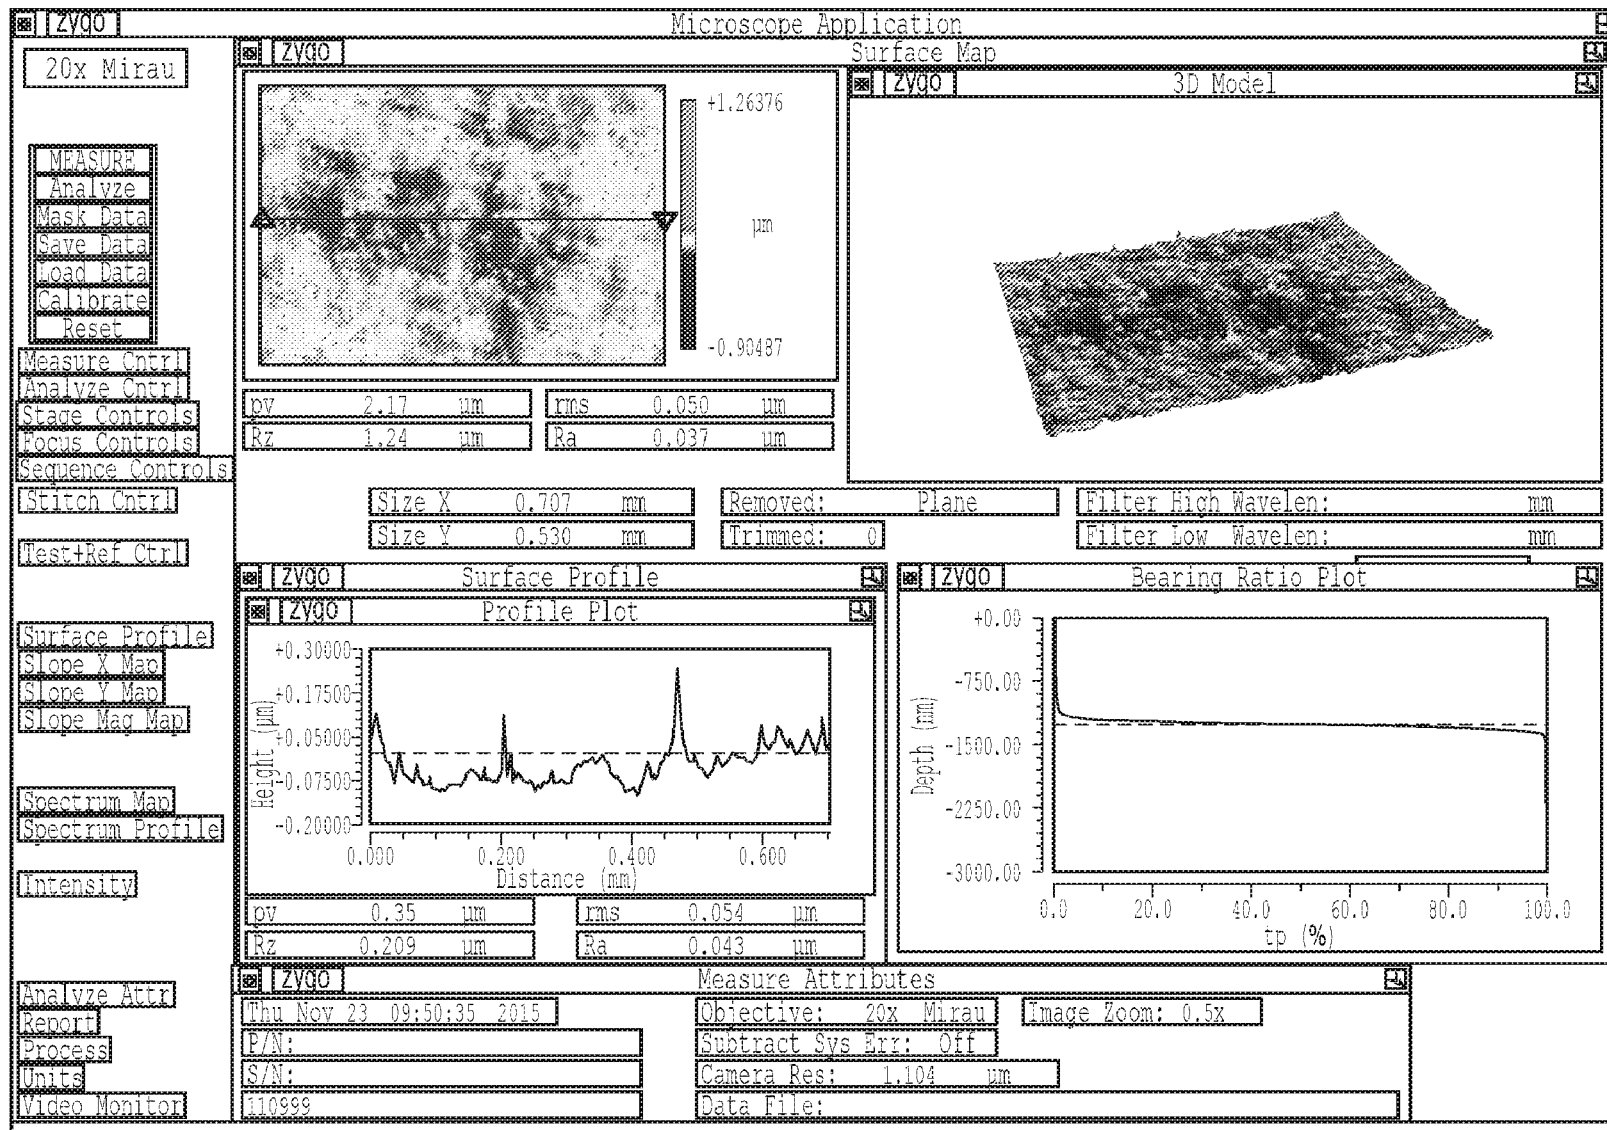 zygo Microscope Application
20x Mirau
MEASURE
Analyze
Mask Data
Save Data
Load Data
Calibrate
Reset
Measure Cntrl
Analyze Cntrl
Stage Controls
Focus Controls
Sequence Controls
Stitch Cntrl
Test+Ref Ctrl
Surface Profile
Slope X Map
Slope Y Map
Slope Mag Map
Spectrum Map
Spectrum Profile
Intensity
Analyze Attr
Report
Process
Units
Video Monitor
zygo Surface Map
+1.26376
µm
-0.90487
pv 2.17 µm
rms 0.050 µm
Rz 1.24 µm
Ra 0.037 µm
zygo 3D Model
Size X 0.707 mm
Removed: Plane
Filter High Wavelen: mm
Size Y 0.530 mm
Trimmed: 0
Filter Low Wavelen: mm
zygo Surface Profile
zygo Profile Plot
+0.30000
+0.17500
+0.05000
-0.07500
-0.20000
Height (µm)
0.000 0.200 0.400 0.600
Distance (mm)
pv 0.35 µm
rms 0.054 µm
Rz 0.209 µm
Ra 0.043 µm
zygo Bearing Ratio Plot
+0.00
-750.00
-1500.00
-2250.00
-3000.00
Depth (nm)
0.0 20.0 40.0 60.0 80.0 100.0
tp (%)
zygo Measure Attributes
Thu Nov 23 09:50:35 2015
Objective: 20x Mirau
Image Zoom: 0.5x
P/N:
Subtract Sys Err: Off
S/N:
Camera Res: 1.104 µm
110999
Data File: